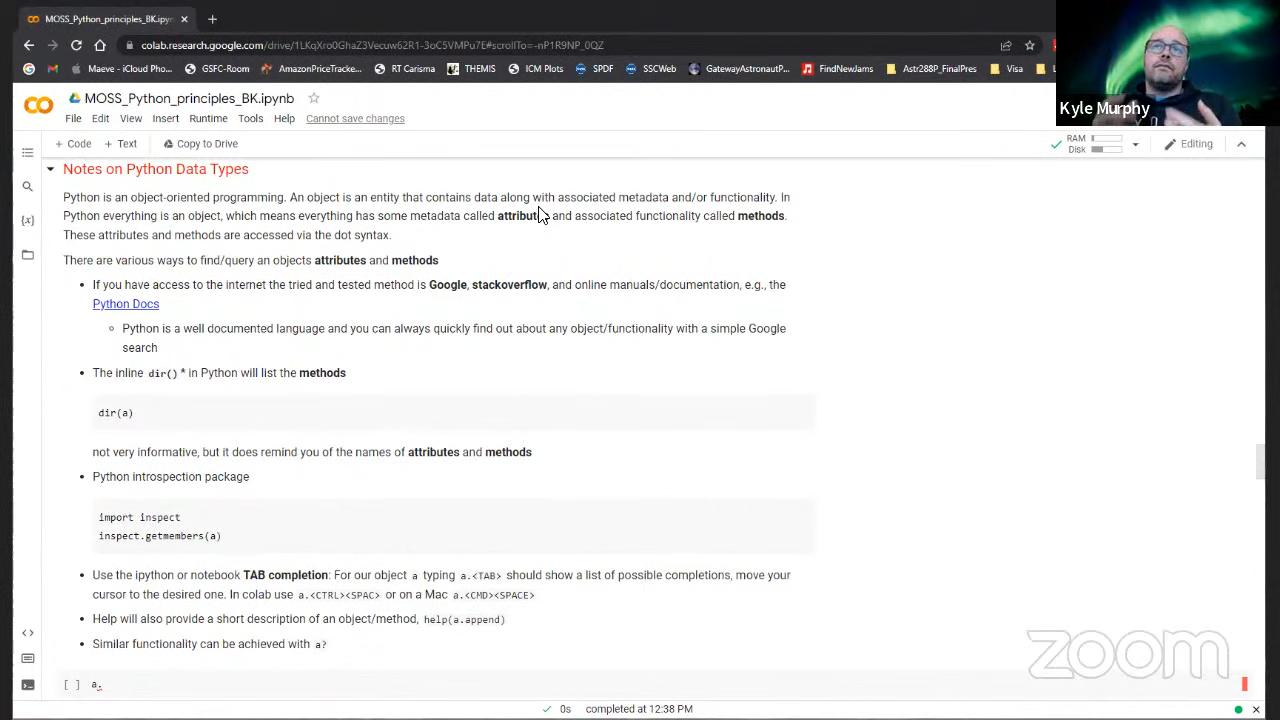 MOSS_Python_principles_BK.ipyn
colab.research.google.com/drive/1LKqXro0GhaZ3Vecuw62R1-3oC5VMPu7E#scrollTo=-nP1R9NP_0QZ
Maeve - iCloud Pho... GSFC-Room AmazonPriceTracke... RT Carisma THEMIS ICM Plots SPDF SSCWeb GatewayAstronautP... FindNewJams Astr288P_FinalPres Visa
Kyle Murphy
MOSS_Python_principles_BK.ipynb
File Edit View Insert Runtime Tools Help Cannot save changes
+ Code + Text Copy to Drive
RAM
Disk
Editing
Notes on Python Data Types
Python is an object-oriented programming. An object is an entity that contains data along with associated metadata and/or functionality. In
Python everything is an object, which means everything has some metadata called attributes and associated functionality called methods.
These attributes and methods are accessed via the dot syntax.
There are various ways to find/query an objects attributes and methods
• If you have access to the internet the tried and tested method is Google, stackoverflow, and online manuals/documentation, e.g., the
Python Docs
◦ Python is a well documented language and you can always quickly find out about any object/functionality with a simple Google
search
• The inline dir() * in Python will list the methods
dir(a)
not very informative, but it does remind you of the names of attributes and methods
• Python introspection package
import inspect
inspect.getmembers(a)
• Use the ipython or notebook TAB completion: For our object a typing a.<TAB> should show a list of possible completions, move your
cursor to the desired one. In colab use a.<CTRL><SPAC> or on a Mac a.<CMD><SPACE>
• Help will also provide a short description of an object/method, help(a.append)
• Similar functionality can be achieved with a?
zoom
[ ] a.
0s completed at 12:38 PM